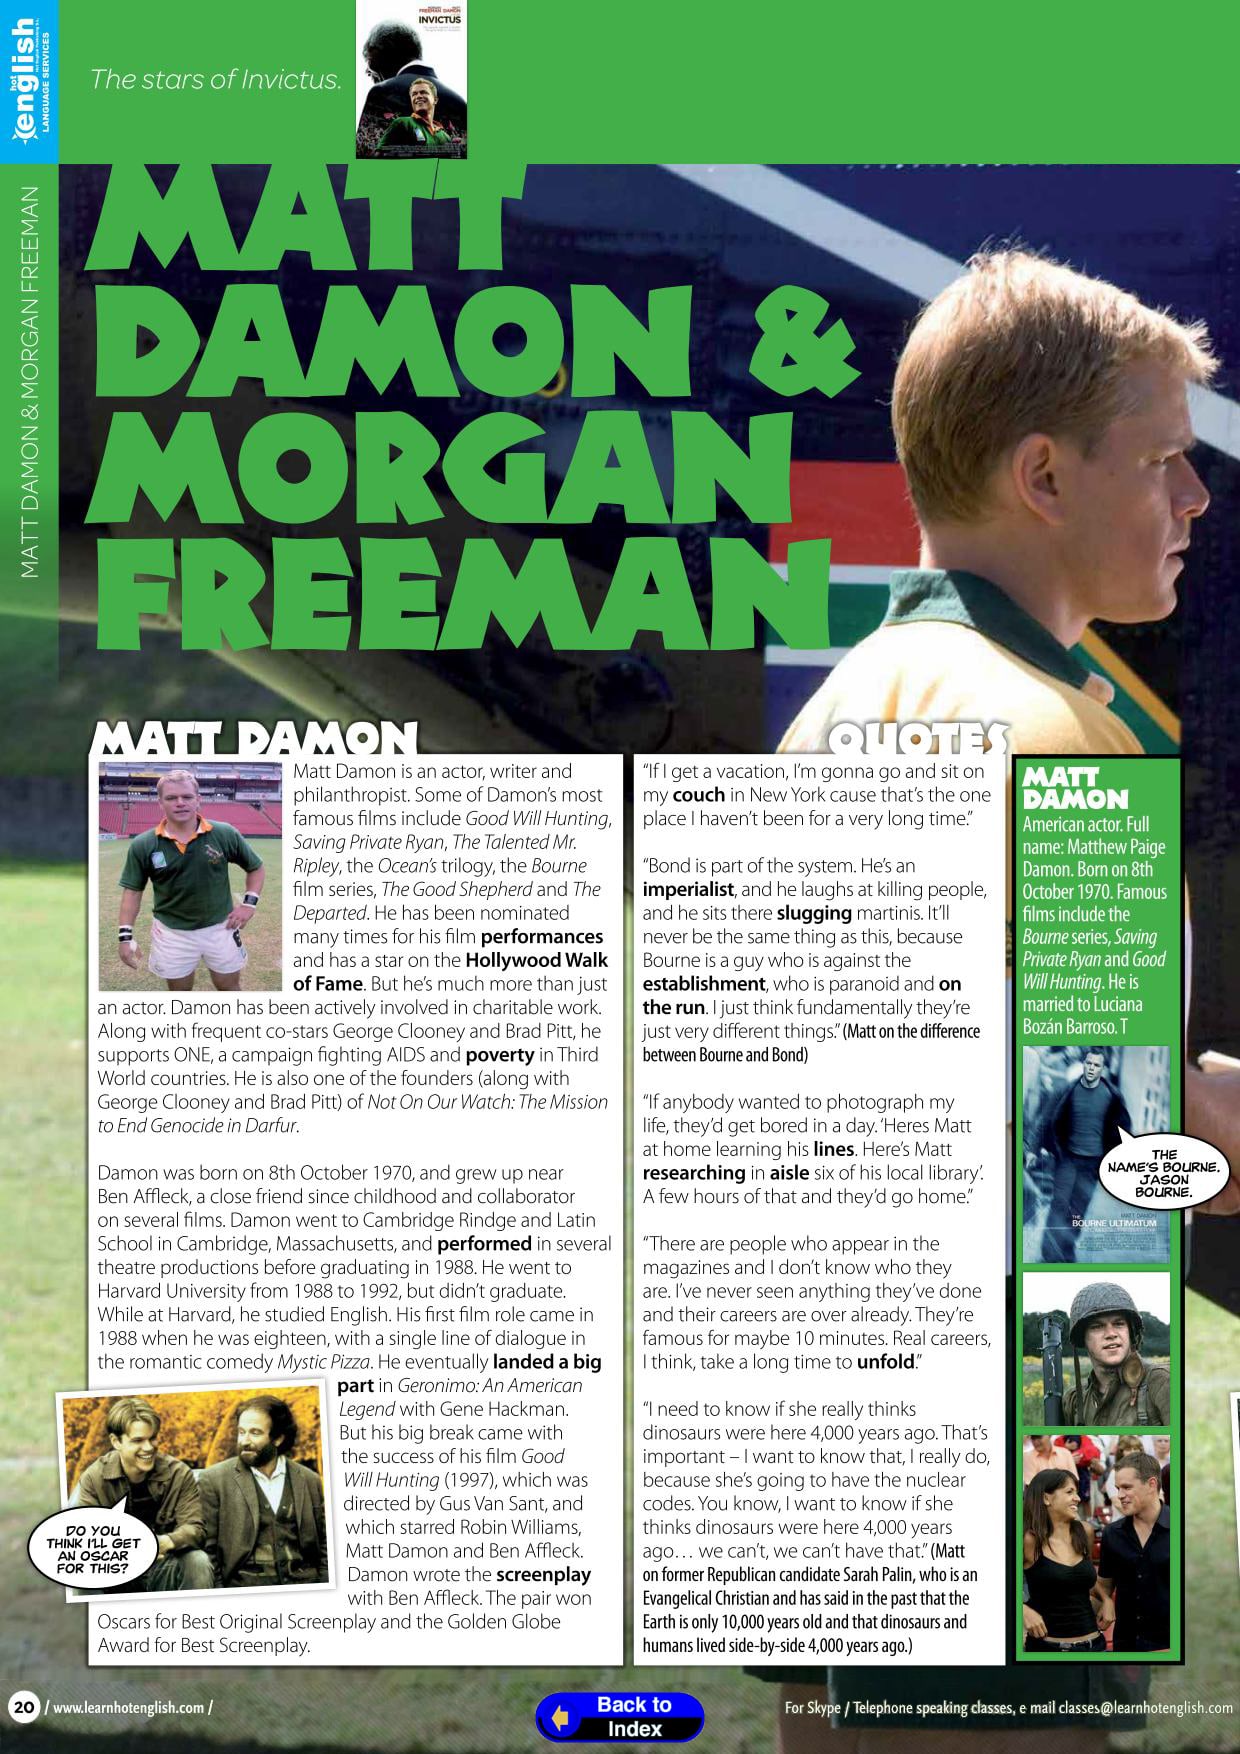 hot
english
LANGUAGE SERVICES
MATT DAMON & MORGAN FREEMAN
The stars of Invictus.
FREEMAN DAMON
INVICTUS
MATT
DAMON &
MORGAN
FREEMAN
MATT DAMON
Matt Damon is an actor, writer and
philanthropist. Some of Damon's most
famous films include Good Will Hunting,
Saving Private Ryan, The Talented Mr.
Ripley, the Ocean's trilogy, the Bourne
film series, The Good Shepherd and The
Departed. He has been nominated
many times for his film performances
and has a star on the Hollywood Walk
of Fame. But he's much more than just
an actor. Damon has been actively involved in charitable work.
Along with frequent co-stars George Clooney and Brad Pitt, he
supports ONE, a campaign fighting AIDS and poverty in Third
World countries. He is also one of the founders (along with
George Clooney and Brad Pitt) of Not On Our Watch: The Mission
to End Genocide in Darfur.
Damon was born on 8th October 1970, and grew up near
Ben Affleck, a close friend since childhood and collaborator
on several films. Damon went to Cambridge Rindge and Latin
School in Cambridge, Massachusetts, and performed in several
theatre productions before graduating in 1988. He went to
Harvard University from 1988 to 1992, but didn't graduate.
While at Harvard, he studied English. His first film role came in
1988 when he was eighteen, with a single line of dialogue in
the romantic comedy Mystic Pizza. He eventually landed a big
part in Geronimo: An American
Legend with Gene Hackman.
But his big break came with
the success of his film Good
Will Hunting (1997), which was
directed by Gus Van Sant, and
which starred Robin Williams,
Matt Damon and Ben Affleck.
Damon wrote the screenplay
with Ben Affleck. The pair won
Oscars for Best Original Screenplay and the Golden Globe
Award for Best Screenplay.
DO YOU
THINK I'LL GET
AN OSCAR
FOR THIS?
QUOTES
"If I get a vacation, I'm gonna go and sit on
my couch in New York cause that's the one
place I haven't been for a very long time."
"Bond is part of the system. He's an
imperialist, and he laughs at killing people,
and he sits there slugging martinis. It'll
never be the same thing as this, because
Bourne is a guy who is against the
establishment, who is paranoid and on
the run. I just think fundamentally they're
just very different things." (Matt on the difference
between Bourne and Bond)
"If anybody wanted to photograph my
life, they'd get bored in a day. 'Heres Matt
at home learning his lines. Here's Matt
researching in aisle six of his local library'.
A few hours of that and they'd go home."
"There are people who appear in the
magazines and I don't know who they
are. I've never seen anything they've done
and their careers are over already. They're
famous for maybe 10 minutes. Real careers,
I think, take a long time to unfold."
"I need to know if she really thinks
dinosaurs were here 4,000 years ago. That's
important – I want to know that, I really do,
because she's going to have the nuclear
codes. You know, I want to know if she
thinks dinosaurs were here 4,000 years
ago… we can't, we can't have that." (Matt
on former Republican candidate Sarah Palin, who is an
Evangelical Christian and has said in the past that the
Earth is only 10,000 years old and that dinosaurs and
humans lived side-by-side 4,000 years ago.)
MATT
DAMON
American actor. Full
name: Matthew Paige
Damon. Born on 8th
October 1970. Famous
films include the
Bourne series, Saving
Private Ryan and Good
Will Hunting. He is
married to Luciana
Bozán Barroso. T
THE
NAME'S BOURNE.
JASON
BOURNE.
MATT DAMON
THE
BOURNE ULTIMATUM
20 / www.learnhotenglish.com /
Back to
Index
For Skype / Telephone speaking classes, e mail classes@learnhotenglish.com